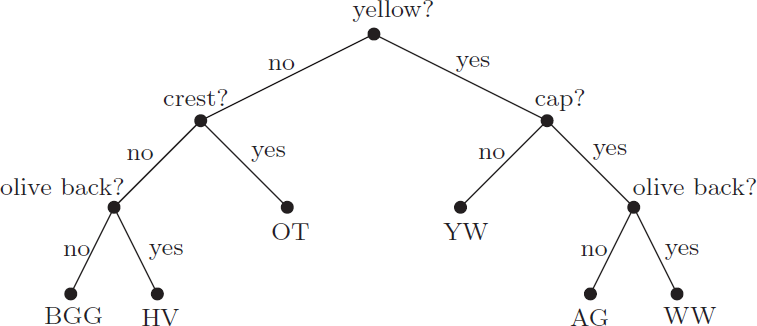 yellow?
no
yes
crest?
cap?
no
yes
no
yes
olive back?
olive back?
OT
YW
no
yes
no
yes
BGG
HV
AG
WW